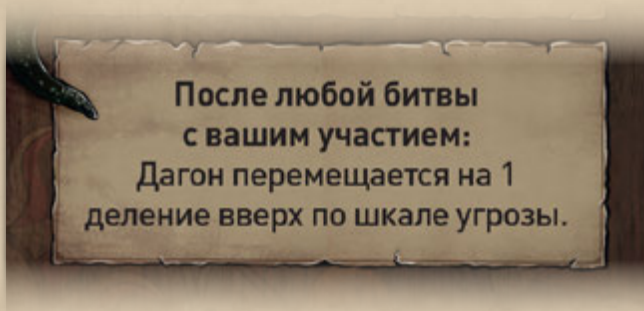 После любой битвы
с вашим участием:
Дагон перемещается на 1
деление вверх по шкале угрозы.